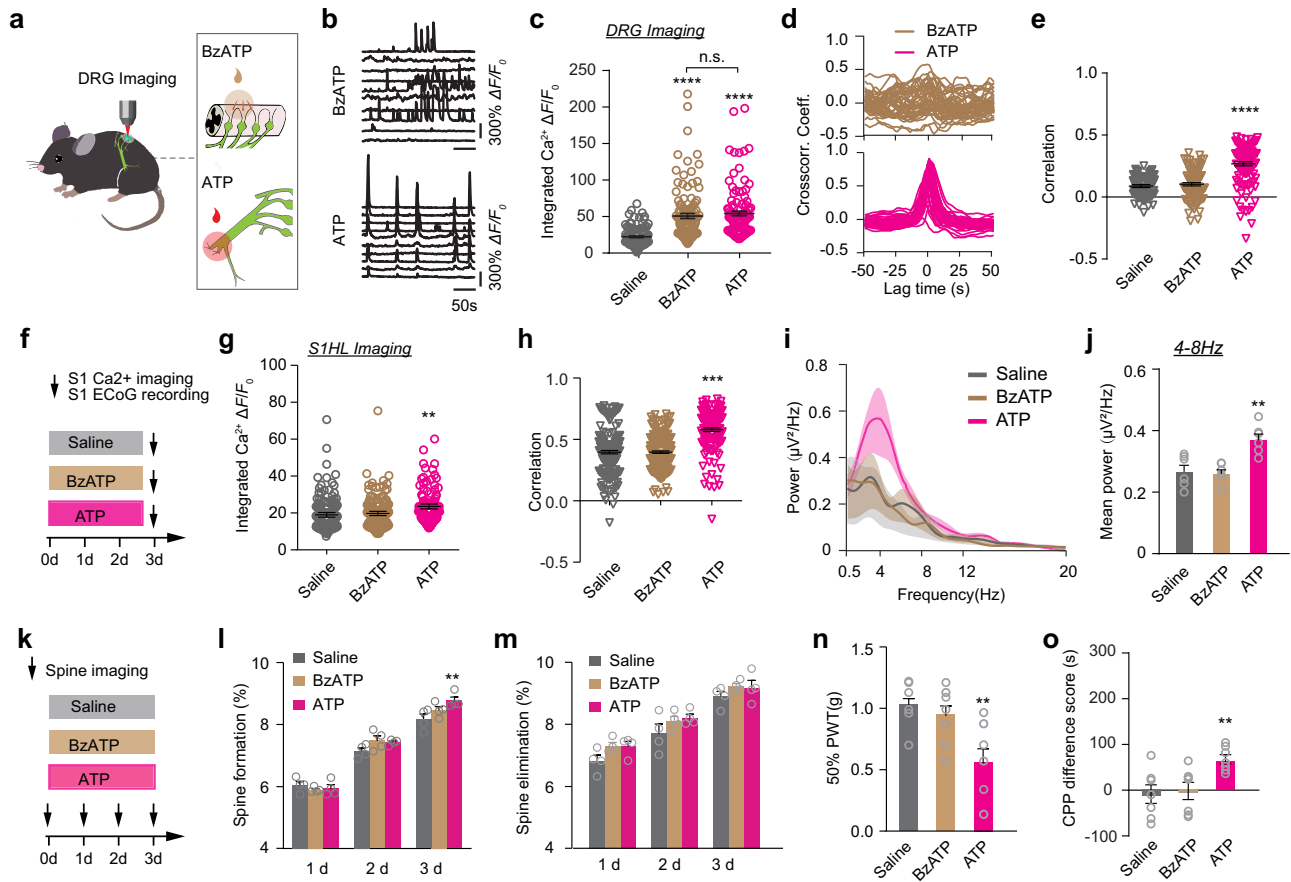 a
DRG Imaging
BzATP
ATP
b
BzATP
300% ΔF/F0
ATP
300% ΔF/F0
50s
c
DRG Imaging
n.s.
****
****
Integrated Ca²⁺ ΔF/F0
250
200
150
100
50
0
Saline
BzATP
ATP
d
BzATP
ATP
Crosscorr. Coeff.
1.0
0.5
0.0
-0.5
1.0
0.5
0.0
0.5
-50
-25
0
25
50
Lag time (s)
e
****
Correlation
1.0
0.5
0.0
-0.5
Saline
BzATP
ATP
f
S1 Ca2+ imaging
S1 ECoG recording
Saline
BzATP
ATP
0d 1d 2d 3d
g
S1HL Imaging
**
Integrated Ca²⁺ ΔF/F0
100
80
60
40
20
0
Saline
BzATP
ATP
h
***
Correlation
1.0
0.5
0.0
0.5
Saline
BzATP
ATP
i
Saline
BzATP
ATP
Power (µV²/Hz)
0.8
0.6
0.4
0.2
0
0.5 4 8 12 20
Frequency(Hz)
j
4-8Hz
**
Mean power (µV²/Hz)
0.6
0.4
0.2
0
Saline
BzATP
ATP
k
Spine imaging
Saline
BzATP
ATP
0d 1d 2d 3d
l
Saline
BzATP
ATP
**
Spine formation (%)
10
8
6
4
1 d 2 d 3 d
m
Saline
BzATP
ATP
Spine elimination (%)
10
8
6
4
1 d 2 d 3 d
n
**
50% PWT(g)
1.5
1.0
0.5
0.0
Saline
BzATP
ATP
o
**
CPP difference score (s)
300
200
100
0
-100
Saline
BzATP
ATP